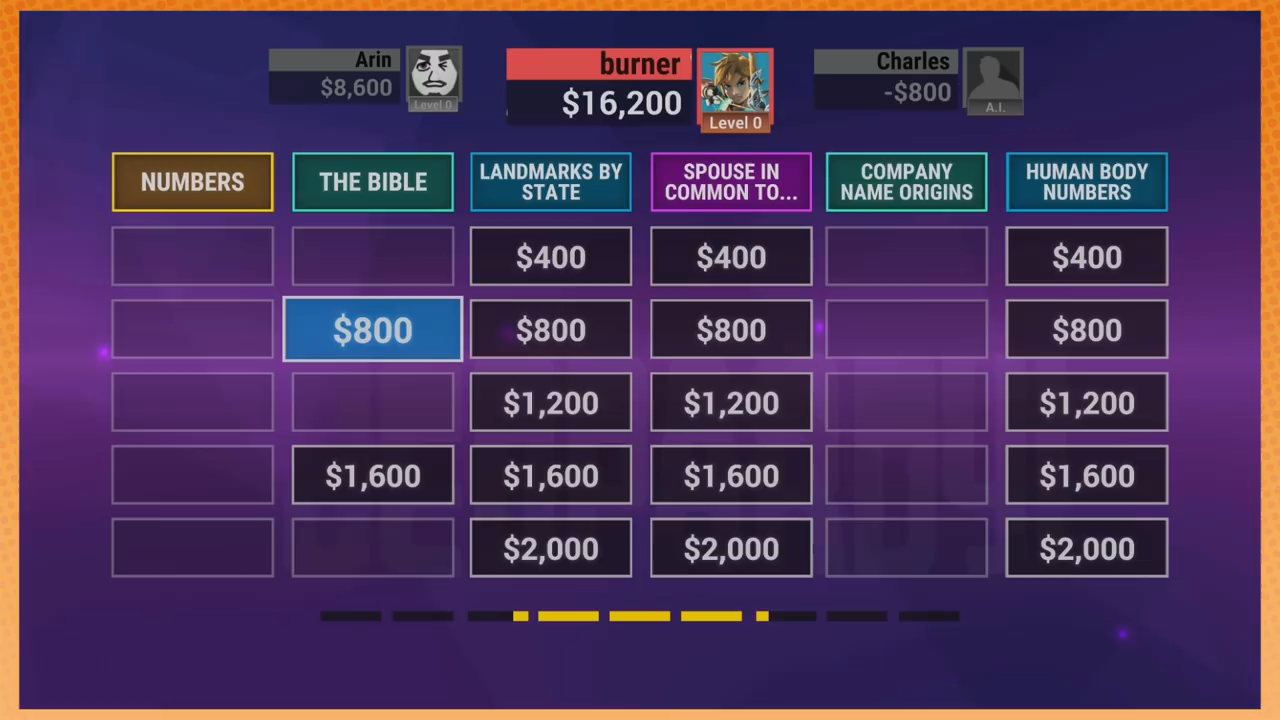 Arin
$8,600
Level 0
burner
$16,200
Level 0
Charles
-$800
A.I.
NUMBERS
THE BIBLE
LANDMARKS BY
STATE
SPOUSE IN
COMMON TO...
COMPANY
NAME ORIGINS
HUMAN BODY
NUMBERS
$400
$400
$400
$800
$800
$800
$800
$1,200
$1,200
$1,200
$1,600
$1,600
$1,600
$1,600
$2,000
$2,000
$2,000